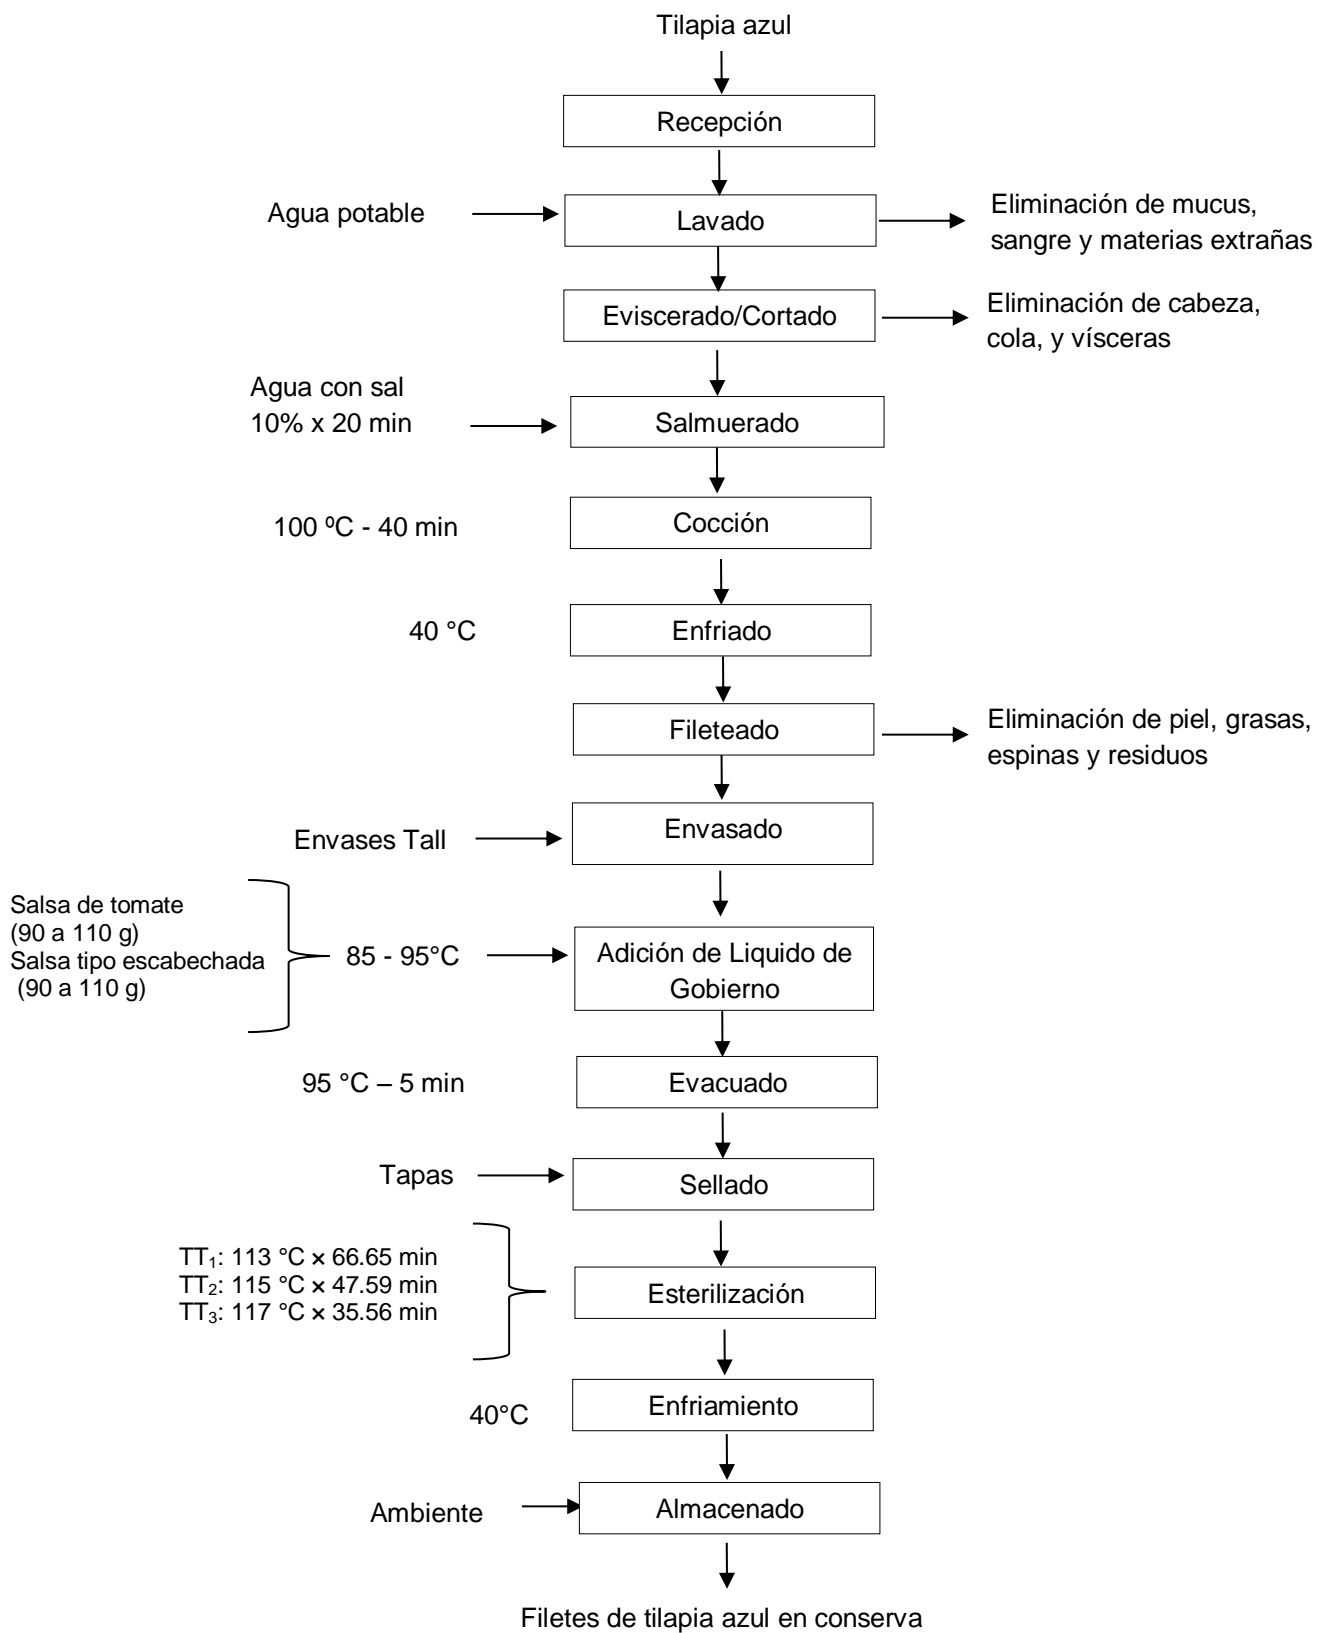 Tilapia azul
Recepción
Agua potable
Lavado
Eliminación de mucus,
sangre y materias extrañas
Eviscerado/Cortado
Eliminación de cabeza,
cola, y vísceras
Agua con sal
10% x 20 min
Salmuerado
100 ºC - 40 min
Cocción
40 °C
Enfriado
Fileteado
Eliminación de piel, grasas,
espinas y residuos
Envases Tall
Envasado
Salsa de tomate
(90 a 110 g)
Salsa tipo escabechada
(90 a 110 g)
85 - 95°C
Adición de Liquido de
Gobierno
95 °C – 5 min
Evacuado
Tapas
Sellado
TT₁: 113 °C × 66.65 min
TT₂: 115 °C × 47.59 min
TT₃: 117 °C × 35.56 min
Esterilización
40°C
Enfriamiento
Ambiente
Almacenado
Filetes de tilapia azul en conserva